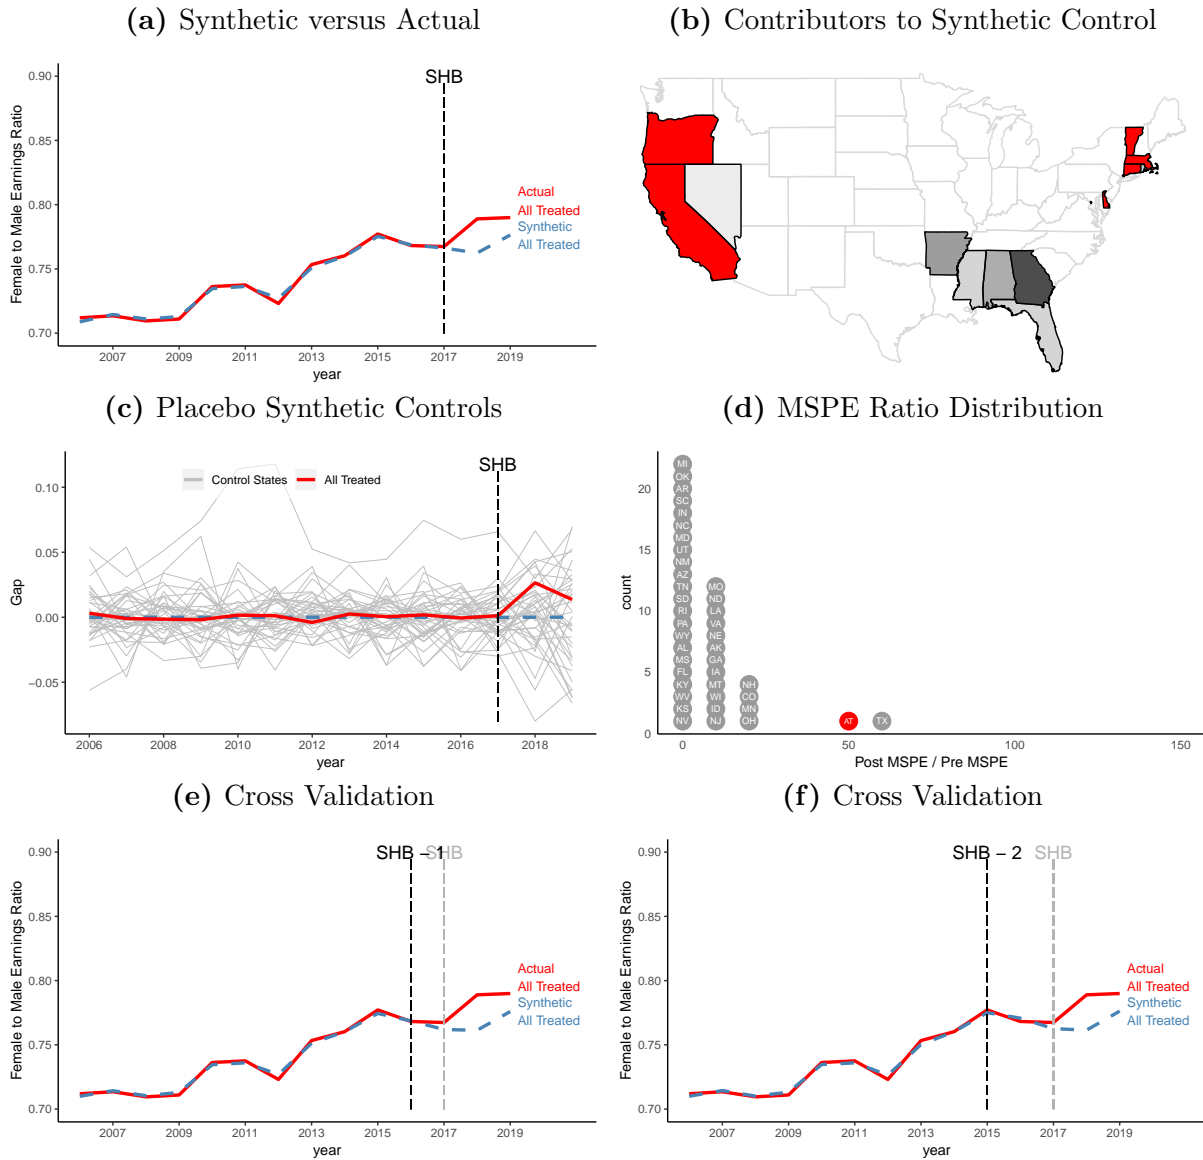 (a) Synthetic versus Actual
(b) Contributors to Synthetic Control
SHB
0.90
0.85
0.80
0.75
0.70
Female to Male Earnings Ratio
Actual
All Treated
Synthetic
All Treated
2007 2009 2011 2013 2015 2017 2019
year
(c) Placebo Synthetic Controls
(d) MSPE Ratio Distribution
SHB
Control States All Treated
0.10
0.05
0.00
−0.05
Gap
2006 2008 2010 2012 2014 2016 2018
year
20
15
10
5
0
count
MI
OK
AR
SC
IN
NC
MD
UT
NM
AZ
TN
SD
RI
PA
WY
AL
MS
FL
KY
WV
KS
NV
MO
ND
LA
VA
NE
AK
GA
IA
MT
WI
ID
NJ
NH
CO
MN
OH
AT
TX
0 50 100 150
Post MSPE / Pre MSPE
(e) Cross Validation
(f) Cross Validation
SHB − 1 SHB
0.90
0.85
0.80
0.75
0.70
Female to Male Earnings Ratio
Actual
All Treated
Synthetic
All Treated
2007 2009 2011 2013 2015 2017 2019
year
SHB − 2 SHB
0.90
0.85
0.80
0.75
0.70
Female to Male Earnings Ratio
Actual
All Treated
Synthetic
All Treated
2007 2009 2011 2013 2015 2017 2019
year